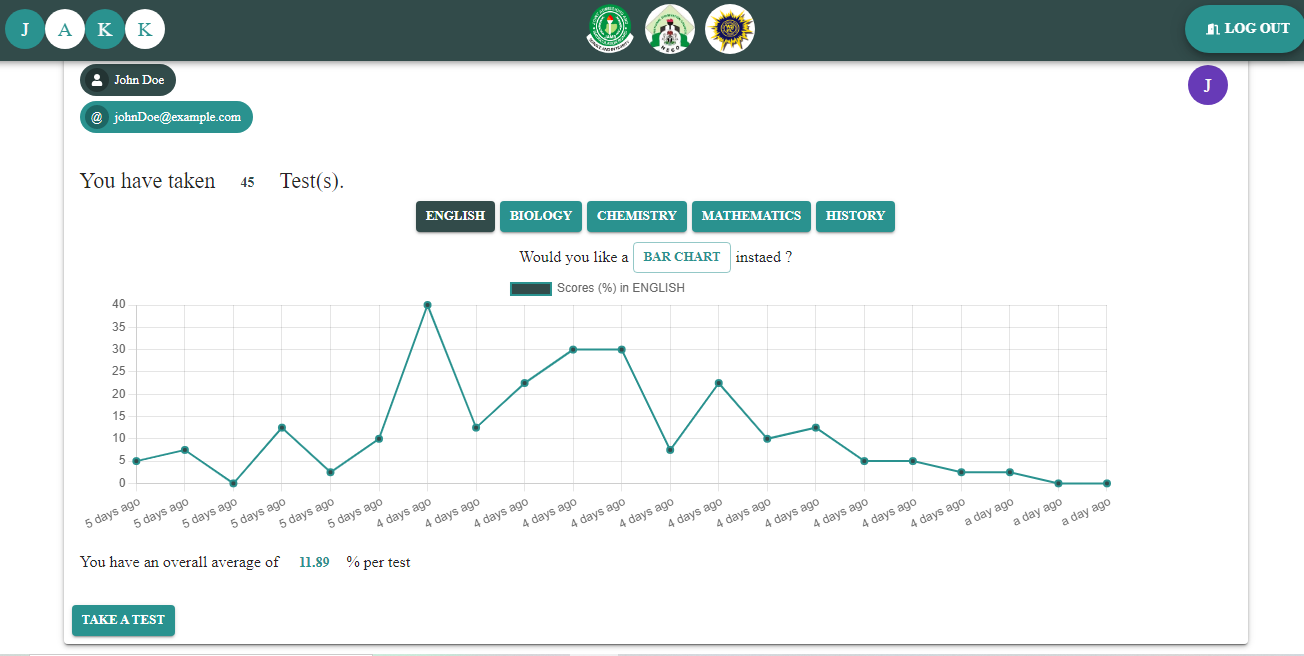 J A K K
LOG OUT
John Doe
J
@ johnDoe@example.com
You have taken 45 Test(s).
ENGLISH BIOLOGY CHEMISTRY MATHEMATICS HISTORY
Would you like a BAR CHART instaed ?
Scores (%) in ENGLISH
40
35
30
25
20
15
10
5
0
5 days ago 5 days ago 5 days ago 5 days ago 5 days ago 5 days ago 4 days ago 4 days ago 4 days ago 4 days ago 4 days ago 4 days ago 4 days ago 4 days ago 4 days ago 4 days ago 4 days ago 4 days ago a day ago a day ago a day ago
You have an overall average of 11.89 % per test
TAKE A TEST